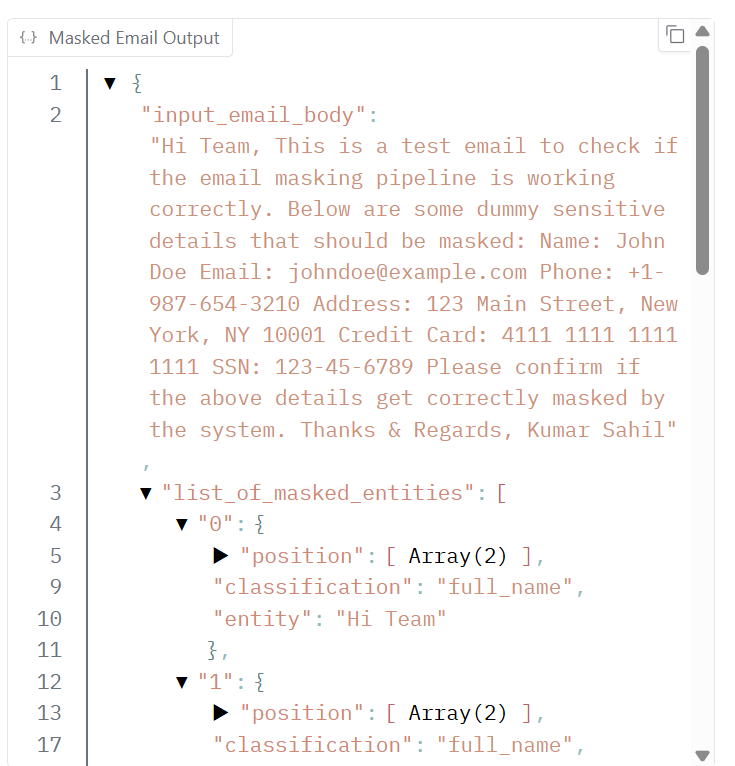 {..} Masked Email Output
1 ▼ {
2 "input_email_body":
"Hi Team, This is a test email to check if
the email masking pipeline is working
correctly. Below are some dummy sensitive
details that should be masked: Name: John
Doe Email: johndoe@example.com Phone: +1-
987-654-3210 Address: 123 Main Street, New
York, NY 10001 Credit Card: 4111 1111 1111
1111 SSN: 123-45-6789 Please confirm if
the above details get correctly masked by
the system. Thanks & Regards, Kumar Sahil"
,
3 ▼ "list_of_masked_entities": [
4 ▼ "0": {
5 ▶ "position": [ Array(2) ],
9 "classification": "full_name",
10 "entity": "Hi Team"
11 },
12 ▼ "1": {
13 ▶ "position": [ Array(2) ],
17 "classification": "full_name",